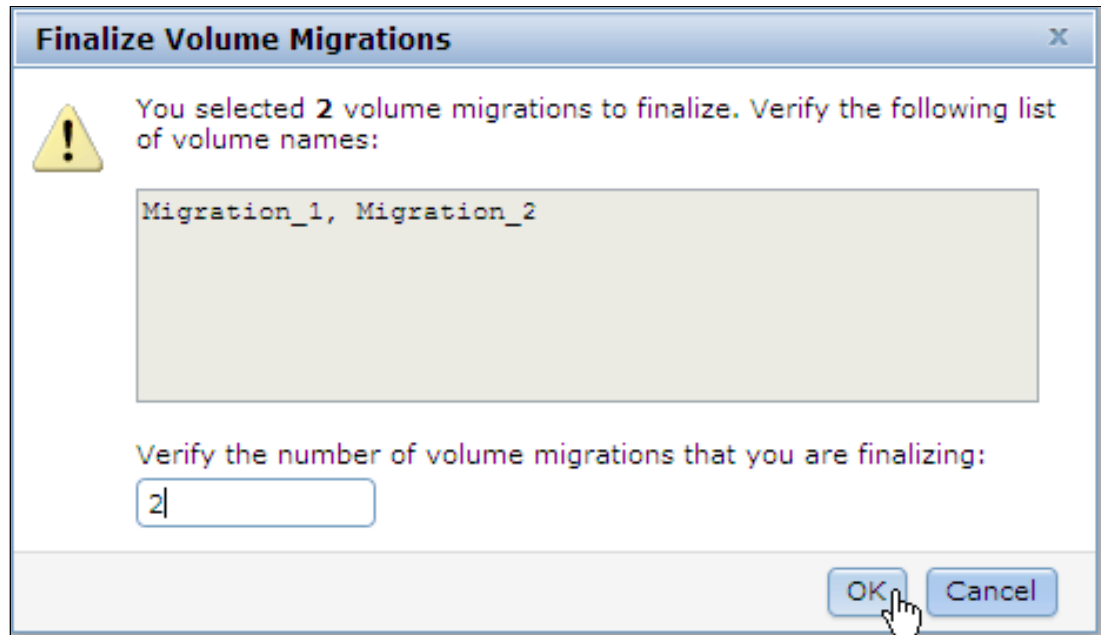 Finalize Volume Migrations
x
You selected 2 volume migrations to finalize. Verify the following list
of volume names:
Migration_1, Migration_2
Verify the number of volume migrations that you are finalizing:
2
OK Cancel